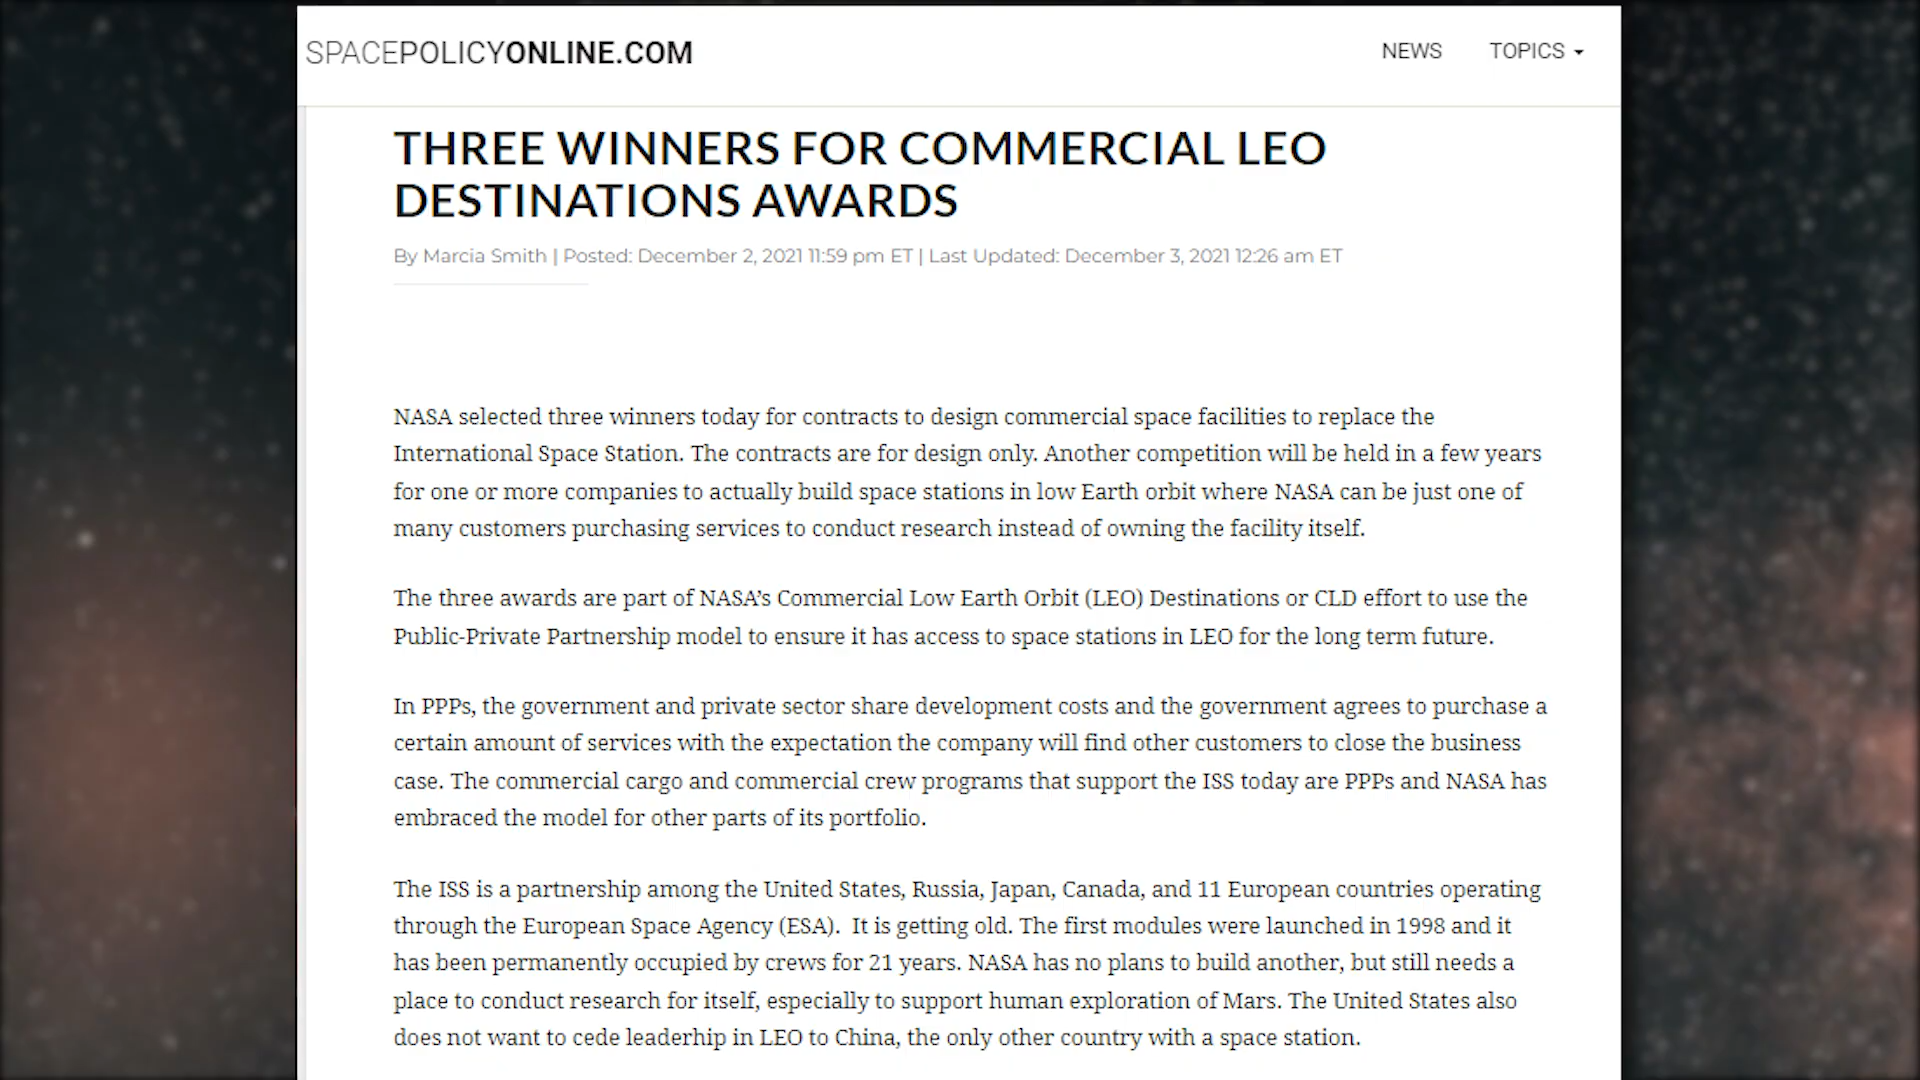 SPACEPOLICYONLINE.COM
NEWS TOPICS
THREE WINNERS FOR COMMERCIAL LEO
DESTINATIONS AWARDS
By Marcia Smith | Posted: December 2, 2021 11:59 pm ET | Last Updated: December 3, 2021 12:26 am ET
NASA selected three winners today for contracts to design commercial space facilities to replace the
International Space Station. The contracts are for design only. Another competition will be held in a few years
for one or more companies to actually build space stations in low Earth orbit where NASA can be just one of
many customers purchasing services to conduct research instead of owning the facility itself.
The three awards are part of NASA’s Commercial Low Earth Orbit (LEO) Destinations or CLD effort to use the
Public-Private Partnership model to ensure it has access to space stations in LEO for the long term future.
In PPPs, the government and private sector share development costs and the government agrees to purchase a
certain amount of services with the expectation the company will find other customers to close the business
case. The commercial cargo and commercial crew programs that support the ISS today are PPPs and NASA has
embraced the model for other parts of its portfolio.
The ISS is a partnership among the United States, Russia, Japan, Canada, and 11 European countries operating
through the European Space Agency (ESA).  It is getting old. The first modules were launched in 1998 and it
has been permanently occupied by crews for 21 years. NASA has no plans to build another, but still needs a
place to conduct research for itself, especially to support human exploration of Mars. The United States also
does not want to cede leaderhip in LEO to China, the only other country with a space station.